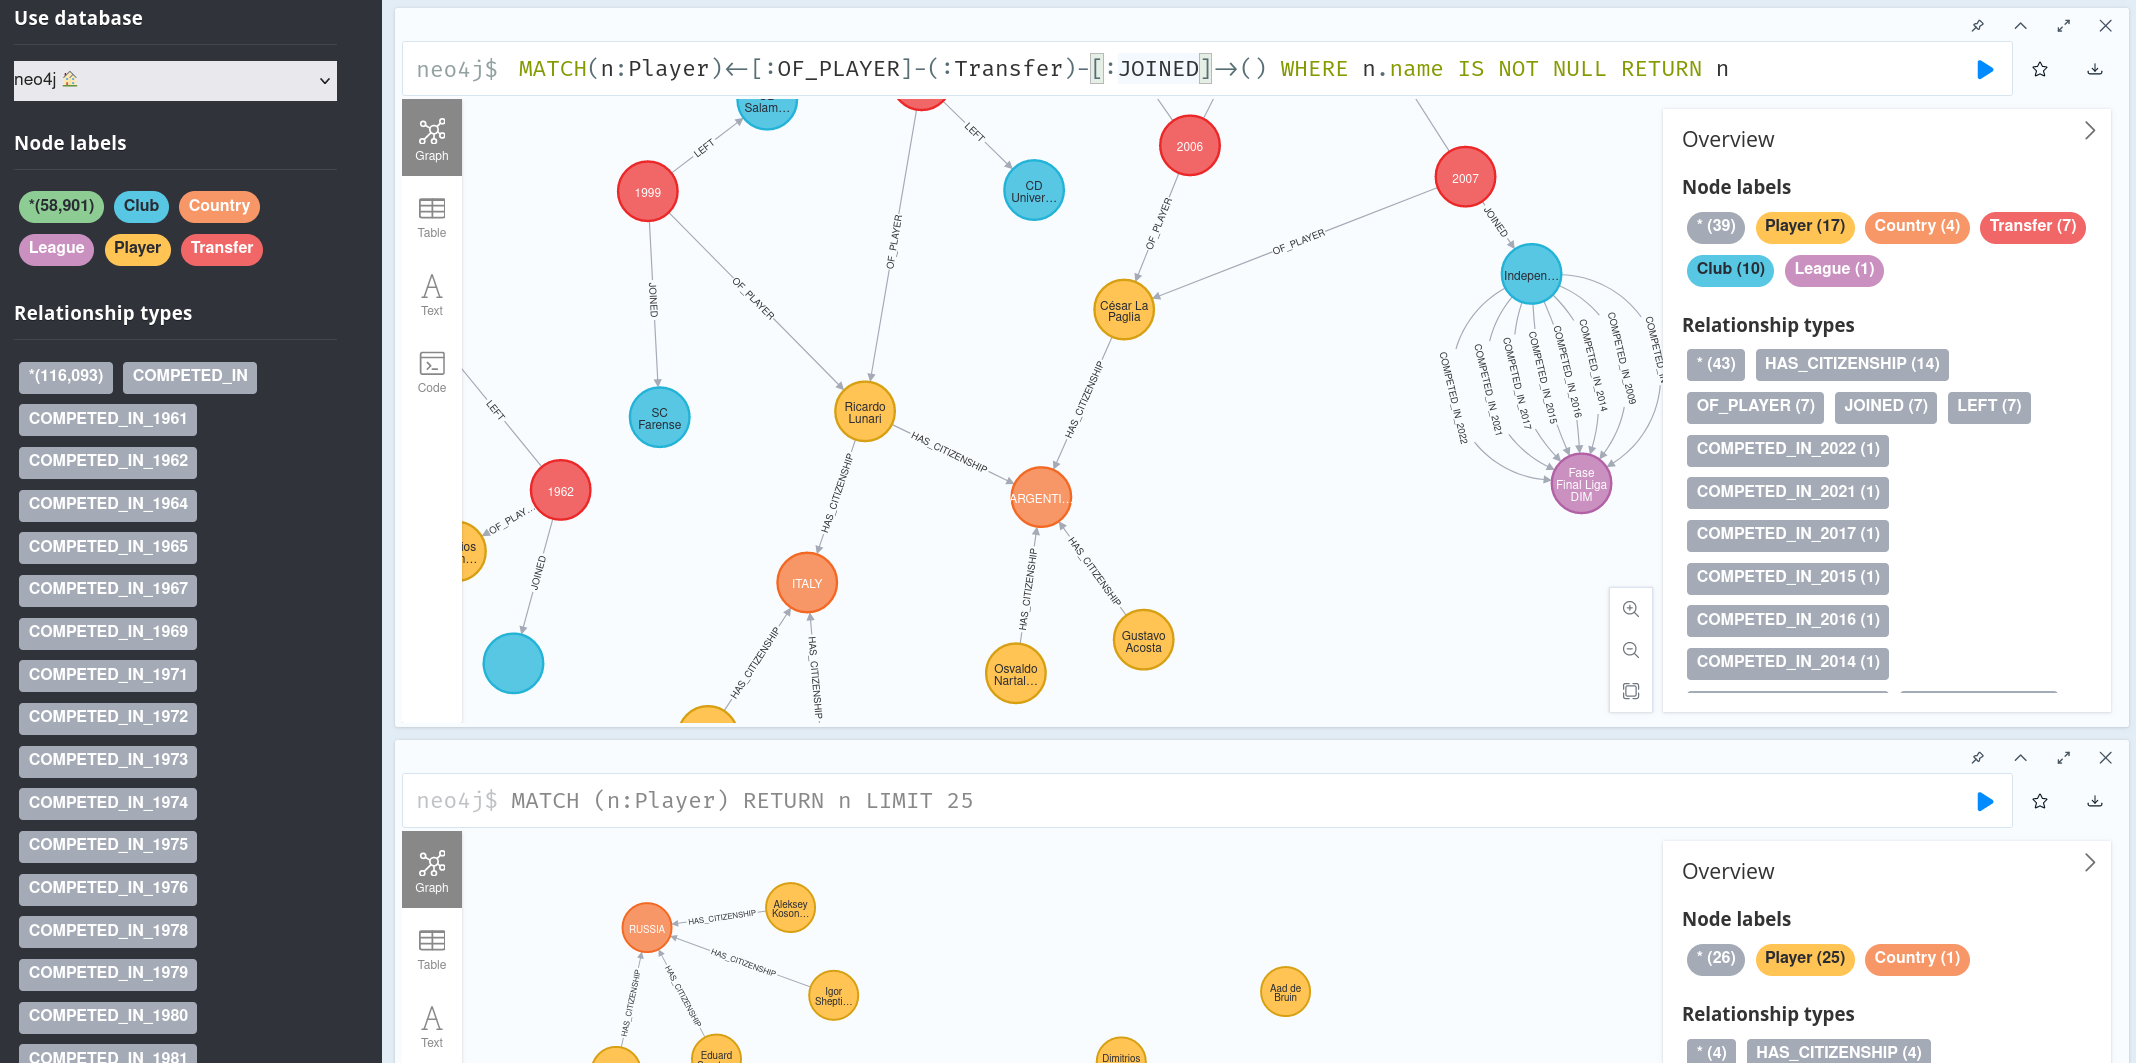 Use database
neo4j
Node labels
*(58,901) Club Country
League Player Transfer
Relationship types
*(116,093) COMPETED_IN
COMPETED_IN_1961
COMPETED_IN_1962
COMPETED_IN_1964
COMPETED_IN_1965
COMPETED_IN_1967
COMPETED_IN_1969
COMPETED_IN_1971
COMPETED_IN_1972
COMPETED_IN_1973
COMPETED_IN_1974
COMPETED_IN_1975
COMPETED_IN_1976
COMPETED_IN_1978
COMPETED_IN_1979
COMPETED_IN_1980
COMPETED_IN_1981
neo4j$ MATCH(n:Player)<-[:OF_PLAYER]-(:Transfer)-[:JOINED]->() WHERE n.name IS NOT NULL RETURN n
Graph
Table
Text
Code
Salam...
LEFT
1999
OF_PLAYER
JOINED
SC
Farense
LEFT
CD
Univer...
OF_PLAYER
2006
OF_PLAYER
2007
OF_PLAYER
JOINED
César La
Paglia
Indepen...
COMPETED_IN_2022
COMPETED_IN_2021
COMPETED_IN_2017
COMPETED_IN_2015
COMPETED_IN_2016
COMPETED_IN_2014
COMPETED_IN_2009
COMPETED_IN
Fase
Final Liga
DIM
Ricardo
Lunari
HAS_CITIZENSHIP
HAS_CITIZENSHIP
HAS_CITIZENSHIP
ARGENTI...
LEFT
1962
OF_PLAY...
ios
JOINED
ITALY
HAS_CITIZENSHIP
HAS_CITIZENSHIP
HAS_CITIZENSHIP
HAS_CITIZENSHIP
Osvaldo
Nartal...
Gustavo
Acosta
Overview
Node labels
* (39) Player (17) Country (4) Transfer (7)
Club (10) League (1)
Relationship types
* (43) HAS_CITIZENSHIP (14)
OF_PLAYER (7) JOINED (7) LEFT (7)
COMPETED_IN_2022 (1)
COMPETED_IN_2021 (1)
COMPETED_IN_2017 (1)
COMPETED_IN_2015 (1)
COMPETED_IN_2016 (1)
COMPETED_IN_2014 (1)
neo4j$ MATCH (n:Player) RETURN n LIMIT 25
Graph
Table
Text
RUSSIA
HAS_CITIZENSHIP
Aleksey
Koson...
HAS_CITIZENSHIP
Igor
Shepti...
HAS_CITIZENSHIP
HAS_CITIZENSHIP
Eduard
Aad de
Bruin
Dimitrios
Overview
Node labels
* (26) Player (25) Country (1)
Relationship types
* (4) HAS_CITIZENSHIP (4)